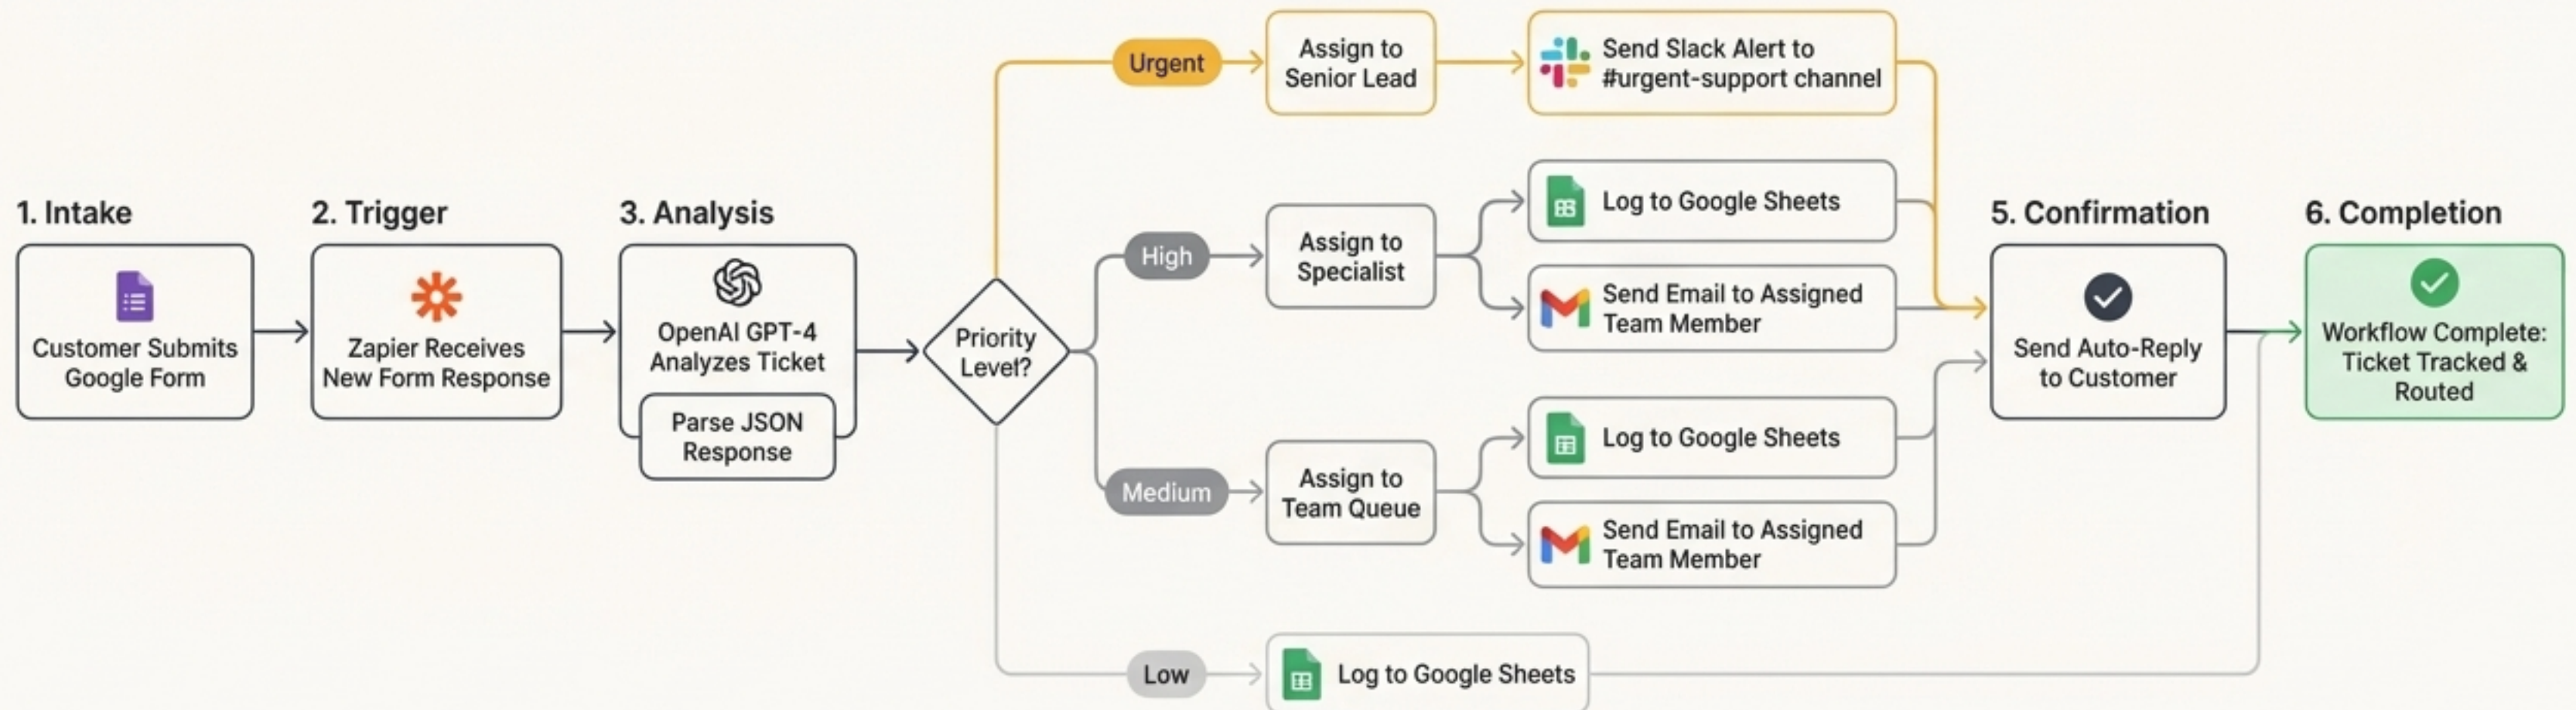 1. Intake
Customer Submits
Google Form
2. Trigger
Zapier Receives
New Form Response
3. Analysis
OpenAI GPT-4
Analyzes Ticket
Parse JSON
Response
Priority
Level?
Urgent
Assign to
Senior Lead
Send Slack Alert to
#urgent-support channel
High
Assign to
Specialist
Log to Google Sheets
Send Email to Assigned
Team Member
Medium
Assign to
Team Queue
Log to Google Sheets
Send Email to Assigned
Team Member
Low
Log to Google Sheets
5. Confirmation
Send Auto-Reply
to Customer
6. Completion
Workflow Complete:
Ticket Tracked &
Routed